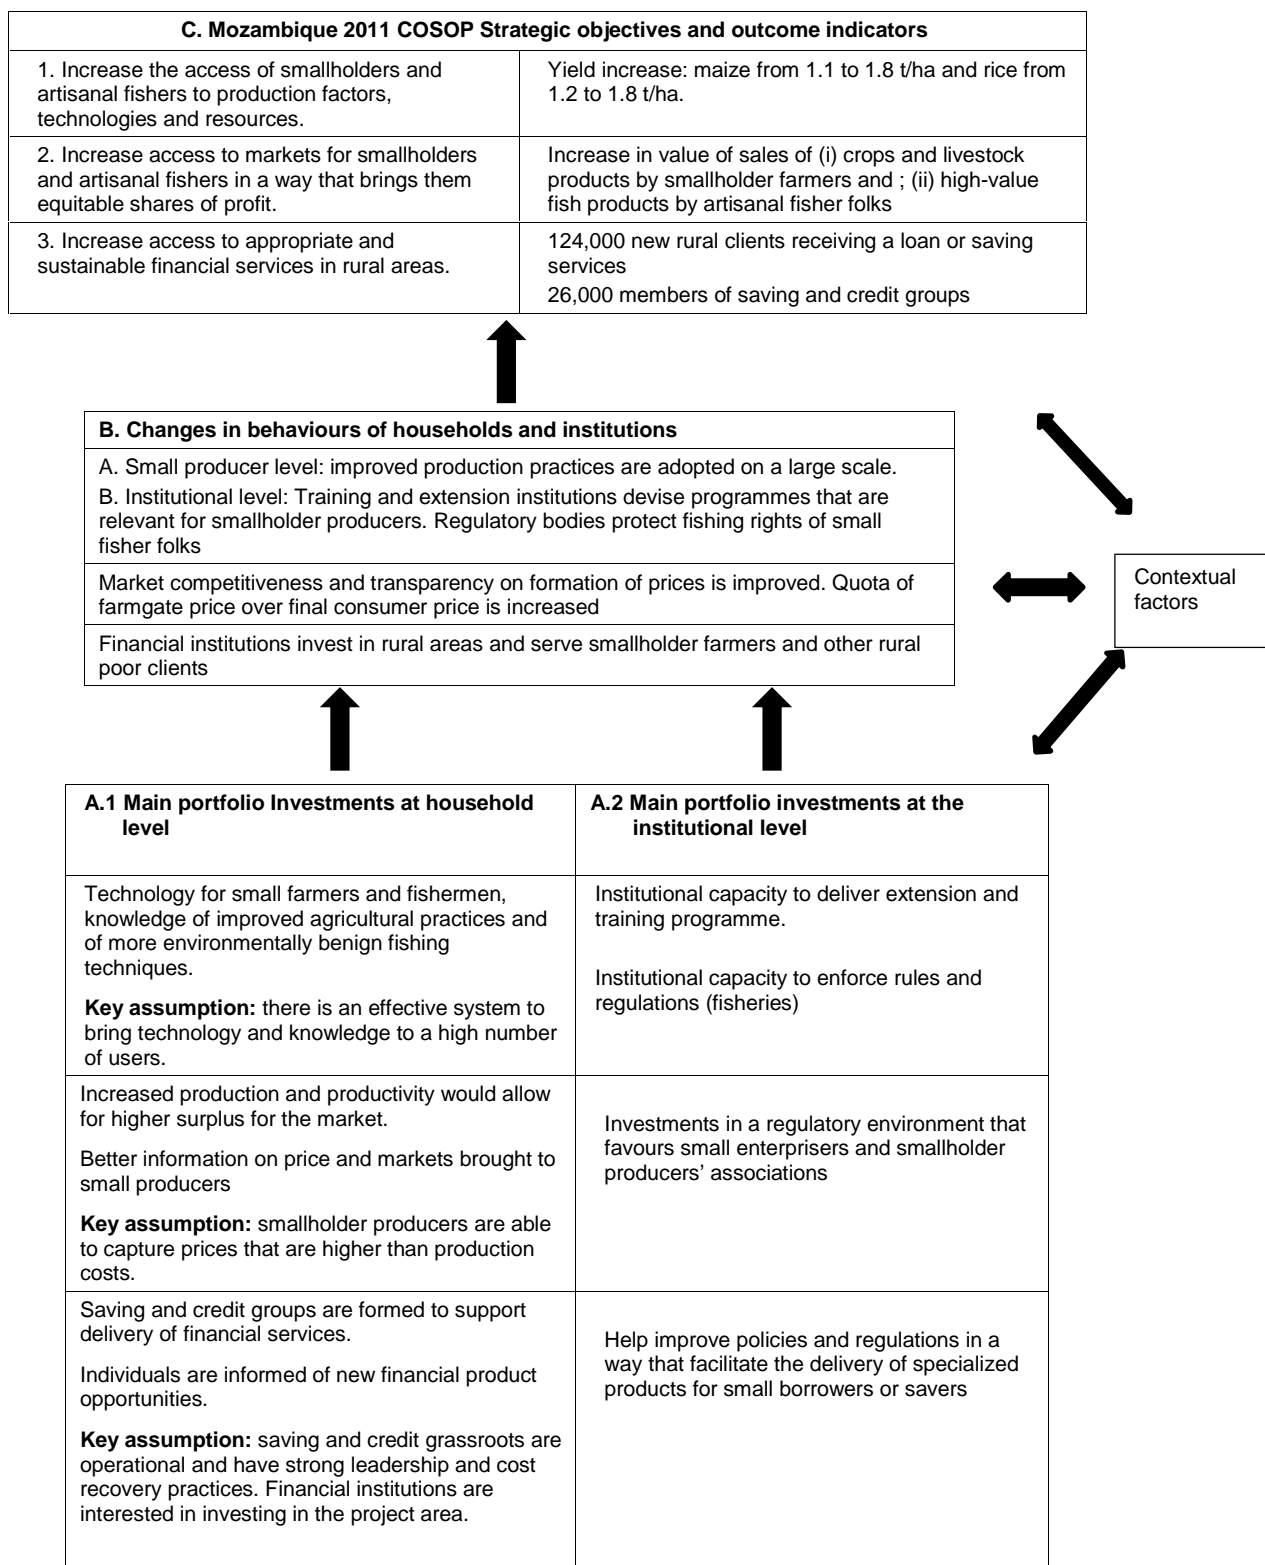 C. Mozambique 2011 COSOP Strategic objectives and outcome indicators
1. Increase the access of smallholders and
artisanal fishers to production factors,
technologies and resources.
Yield increase: maize from 1.1 to 1.8 t/ha and rice from
1.2 to 1.8 t/ha.
2. Increase access to markets for smallholders
and artisanal fishers in a way that brings them
equitable shares of profit.
Increase in value of sales of (i) crops and livestock
products by smallholder farmers and ; (ii) high-value
fish products by artisanal fisher folks
3. Increase access to appropriate and
sustainable financial services in rural areas.
124,000 new rural clients receiving a loan or saving
services
26,000 members of saving and credit groups
B. Changes in behaviours of households and institutions
A. Small producer level: improved production practices are adopted on a large scale.
B. Institutional level: Training and extension institutions devise programmes that are
relevant for smallholder producers. Regulatory bodies protect fishing rights of small
fisher folks
Market competitiveness and transparency on formation of prices is improved. Quota of
farmgate price over final consumer price is increased
Financial institutions invest in rural areas and serve smallholder farmers and other rural
poor clients
Contextual
factors
A.1 Main portfolio Investments at household
level
A.2 Main portfolio investments at the
institutional level
Technology for small farmers and fishermen,
knowledge of improved agricultural practices and
of more environmentally benign fishing
techniques.
Key assumption: there is an effective system to
bring technology and knowledge to a high number
of users.
Institutional capacity to deliver extension and
training programme.
Institutional capacity to enforce rules and
regulations (fisheries)
Increased production and productivity would allow
for higher surplus for the market.
Better information on price and markets brought to
small producers
Key assumption: smallholder producers are able
to capture prices that are higher than production
costs.
Investments in a regulatory environment that
favours small enterprisers and smallholder
producers’ associations
Saving and credit groups are formed to support
delivery of financial services.
Individuals are informed of new financial product
opportunities.
Key assumption: saving and credit grassroots are
operational and have strong leadership and cost
recovery practices. Financial institutions are
interested in investing in the project area.
Help improve policies and regulations in a
way that facilitate the delivery of specialized
products for small borrowers or savers